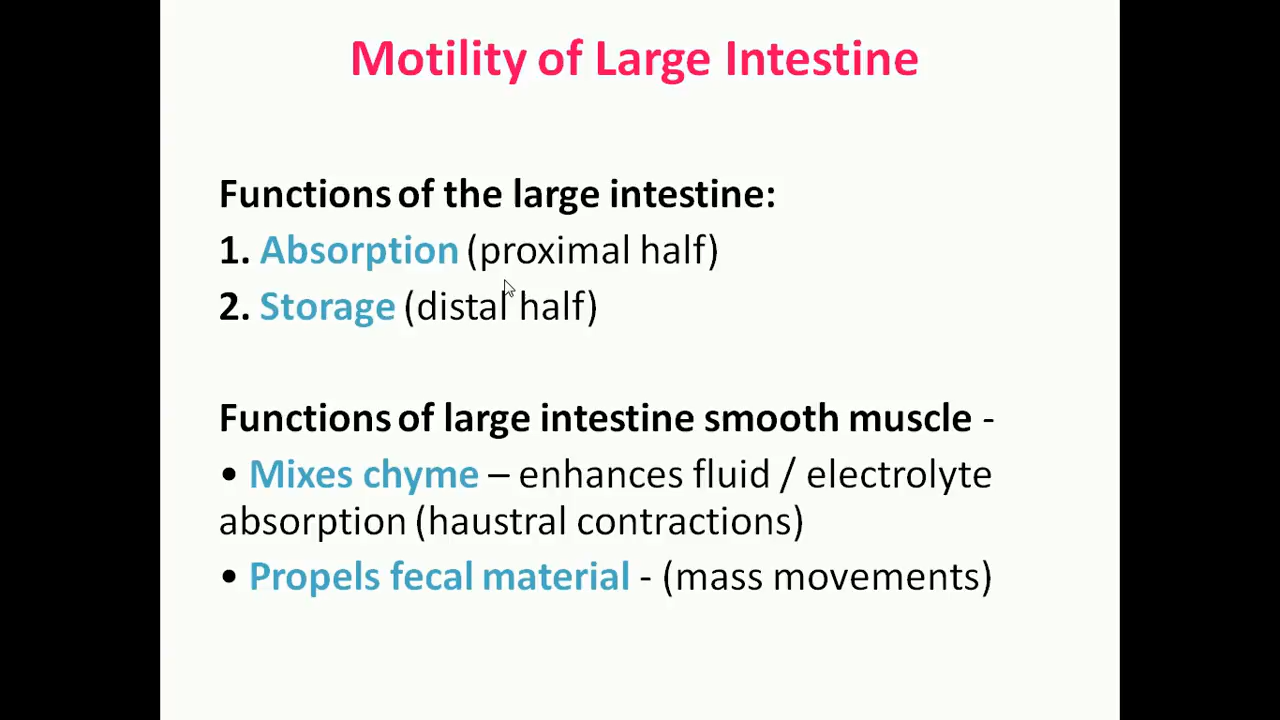 Motility of Large Intestine
Functions of the large intestine:
1. Absorption (proximal half)
2. Storage (distal half)
Functions of large intestine smooth muscle -
• Mixes chyme – enhances fluid / electrolyte
absorption (haustral contractions)
• Propels fecal material - (mass movements)